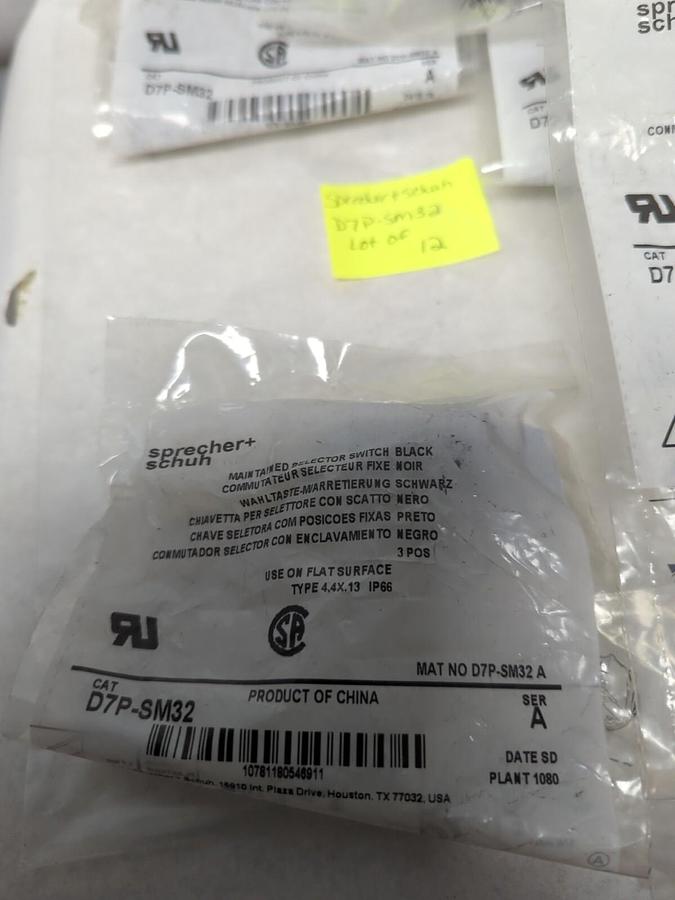 CAT
D7P-SM32
A
spr
sch
CAT
D7
CAT
D7
Sprecher+schuh
D7P-SM32
Lot of 12
sprecher+
schuh
MAINTAINED SELECTOR SWITCH BLACK
COMMUTATEUR SELECTEUR FIXE NOIR
WAHLTASTE-M/ARRETIERUNG SCHWARZ
CHIAVETTA PER SELETTORE CON SCATTO NERO
CHAVE SELETORA COM POSICOES FIXAS PRETO
CONMUTADOR SELECTOR CON ENCLAVAMIENTO NEGRO
3 POS
USE ON FLAT SURFACE
TYPE 4,4X,13 IP66
MAT NO D7P-SM32 A
CAT
D7P-SM32
PRODUCT OF CHINA
SER
A
10781180546911
DATE SD
PLANT 1080
Schuh, 15910 Int. Plaza Drive, Houston, TX 77032, USA
A